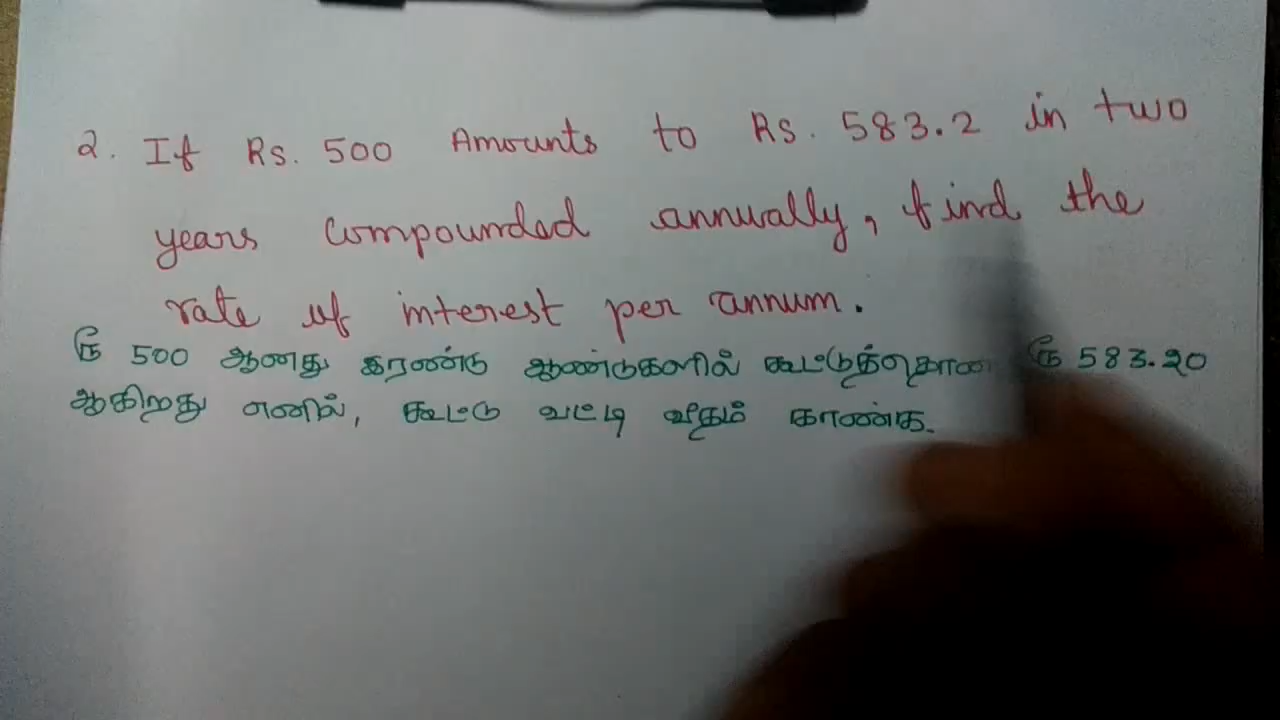 2. If Rs. 500 Amounts to Rs. 583.2 in two
years compounded annually, find the
rate of interest per annum.
ரூ 500 ஆனது இரண்டு ஆண்டுகளில் ரூ 583.20
ஆகிறது எனில், கூட்டு வட்டி வீதம் காண்க.